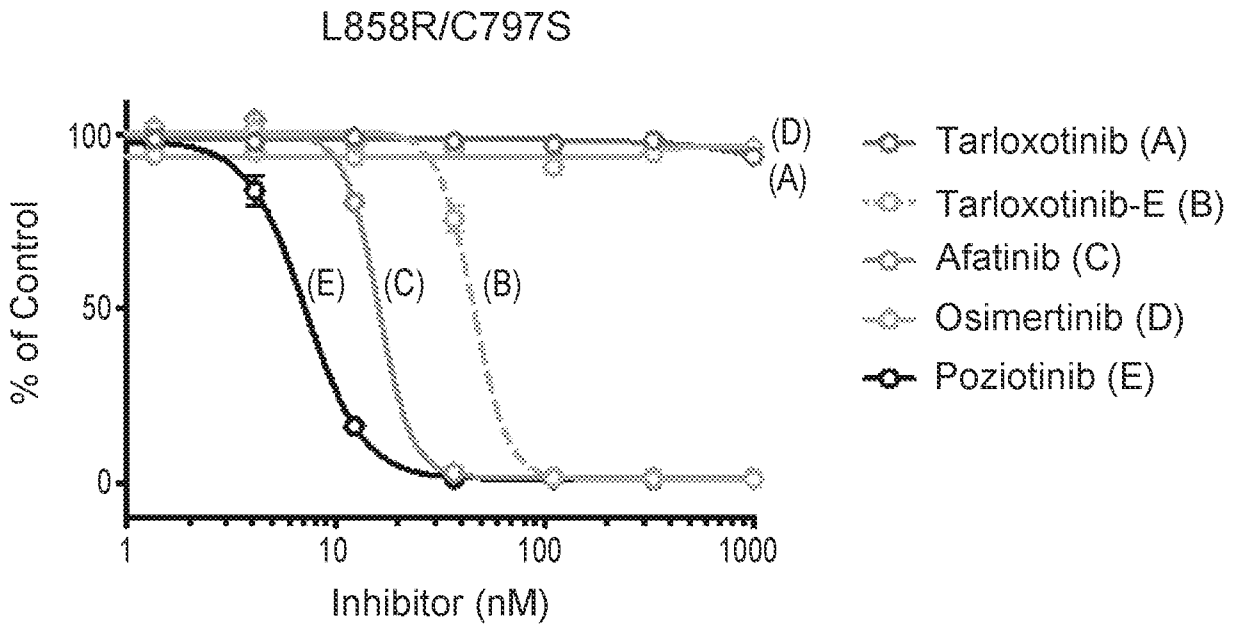 L858R/C797S
% of Control
100
50
0
(D)
(A)
(E)
(C)
(B)
1
10
100
1000
Inhibitor (nM)
Tarloxotinib (A)
Tarloxotinib-E (B)
Afatinib (C)
Osimertinib (D)
Poziotinib (E)